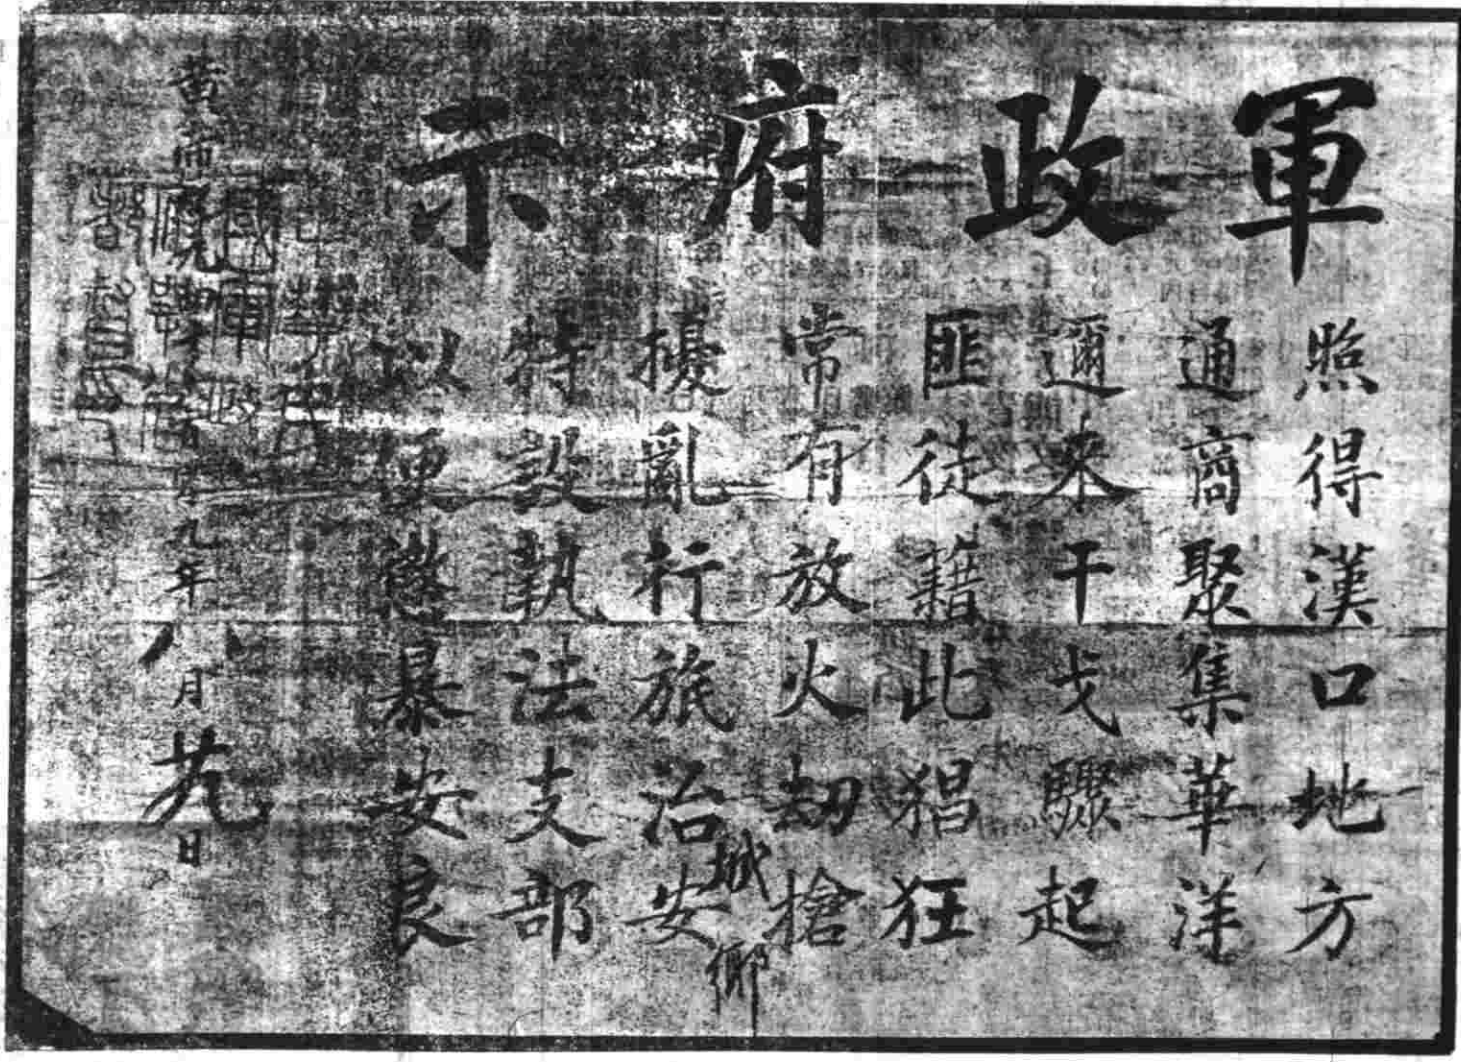 軍政府示
照得漢口地方
通商聚集華洋
邇來干戈驟起
匪徒藉此猖狂
常有放火劫搶
擾亂行旅治安
城鄉
特設執法支部
以便懲暴安良
黃帝九年八月廿九日